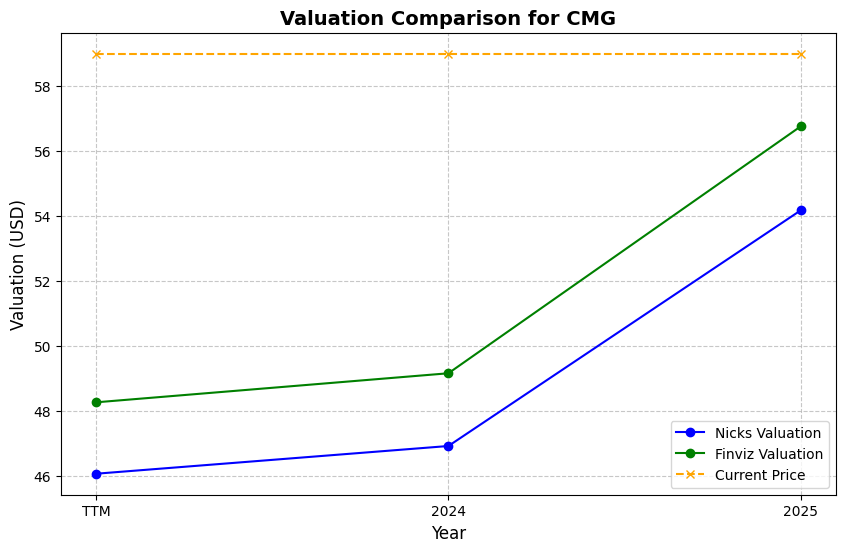 Valuation Comparison for CMG
Valuation (USD)
58
56
54
52
50
48
46
TTM
2024
2025
Year
Nicks Valuation
Finviz Valuation
Current Price